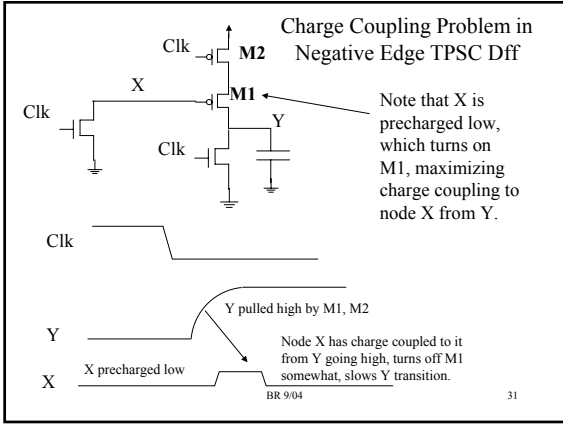 Charge Coupling Problem in
Negative Edge TPSC Dff
Clk
M2
X
M1
Clk
Y
Clk
Note that X is
precharged low,
which turns on
M1, maximizing
charge coupling to
node X from Y.
Clk
Y pulled high by M1, M2
Y
Node X has charge coupled to it
from Y going high, turns off M1
somewhat, slows Y transition.
X precharged low
X
BR 9/04
31